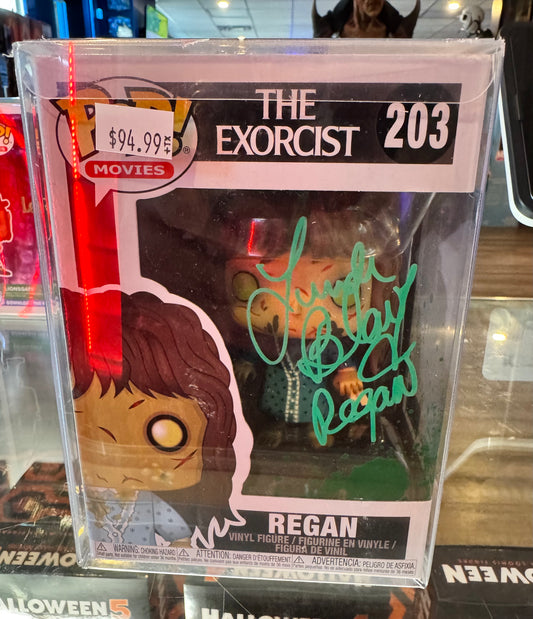 POP!
$94.99
MOVIES
THE
EXORCIST
203
Linda
Blair
Regan
REGAN
VINYL FIGURE / FIGURINE EN VINYLE /
FIGURA DE VINIL
WARNING: CHOKING HAZARD
ATTENTION: DANGER D'ÉTOUFFEMENT
ADVERTENCIA: PELIGRO DE ASFIXIA
HALLOWEEN
HALLOWEEN 5
LIONSGATE